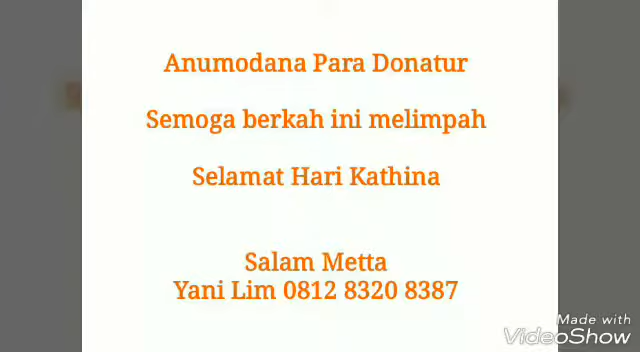 Anumodana Para Donatur
Semoga berkah ini melimpah
Selamat Hari Kathina
Salam Metta
Yani Lim 0812 8320 8387
Made with
VideoShow